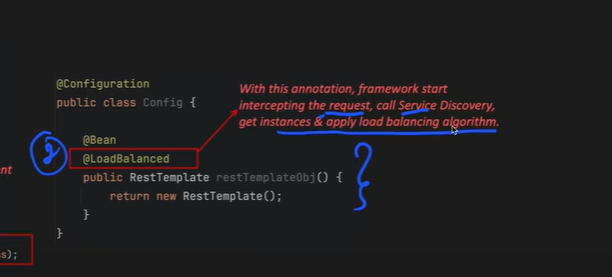 @Configuration
public class Config {
With this annotation, framework start
intercepting the request, call Service Discovery,
get instances & apply load balancing algorithm.
2
@Bean
@LoadBalanced
public RestTemplate restTemplateObj() {
return new RestTemplate();
}
}
nt
s);